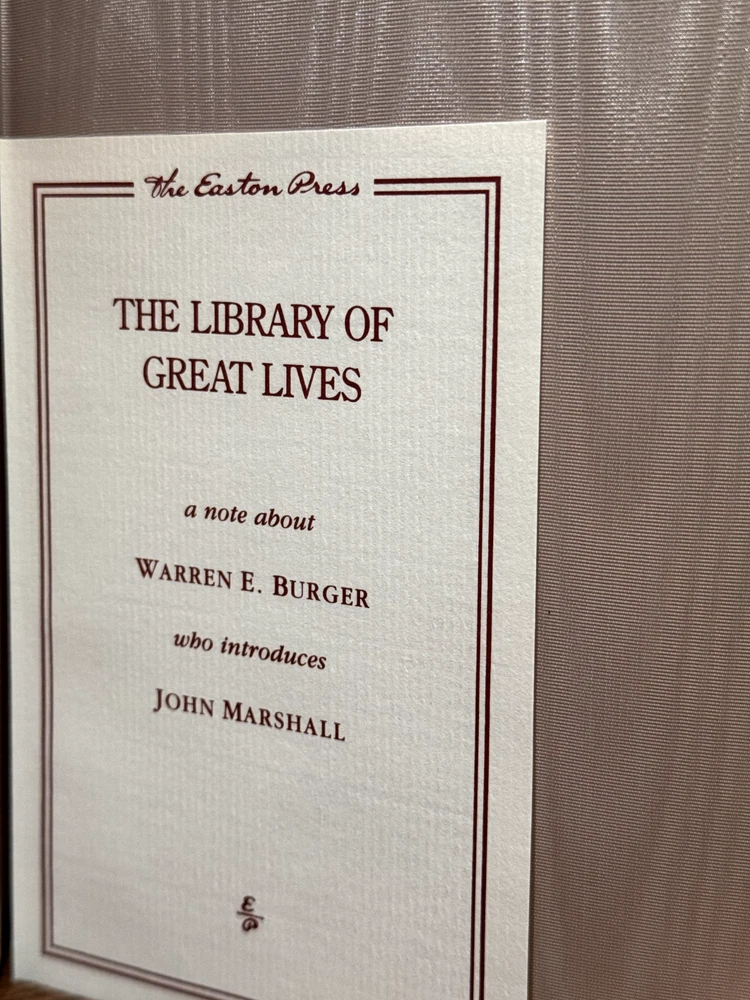 The Easton Press
THE LIBRARY OF
GREAT LIVES
a note about
WARREN E. BURGER
who introduces
JOHN MARSHALL
E
P